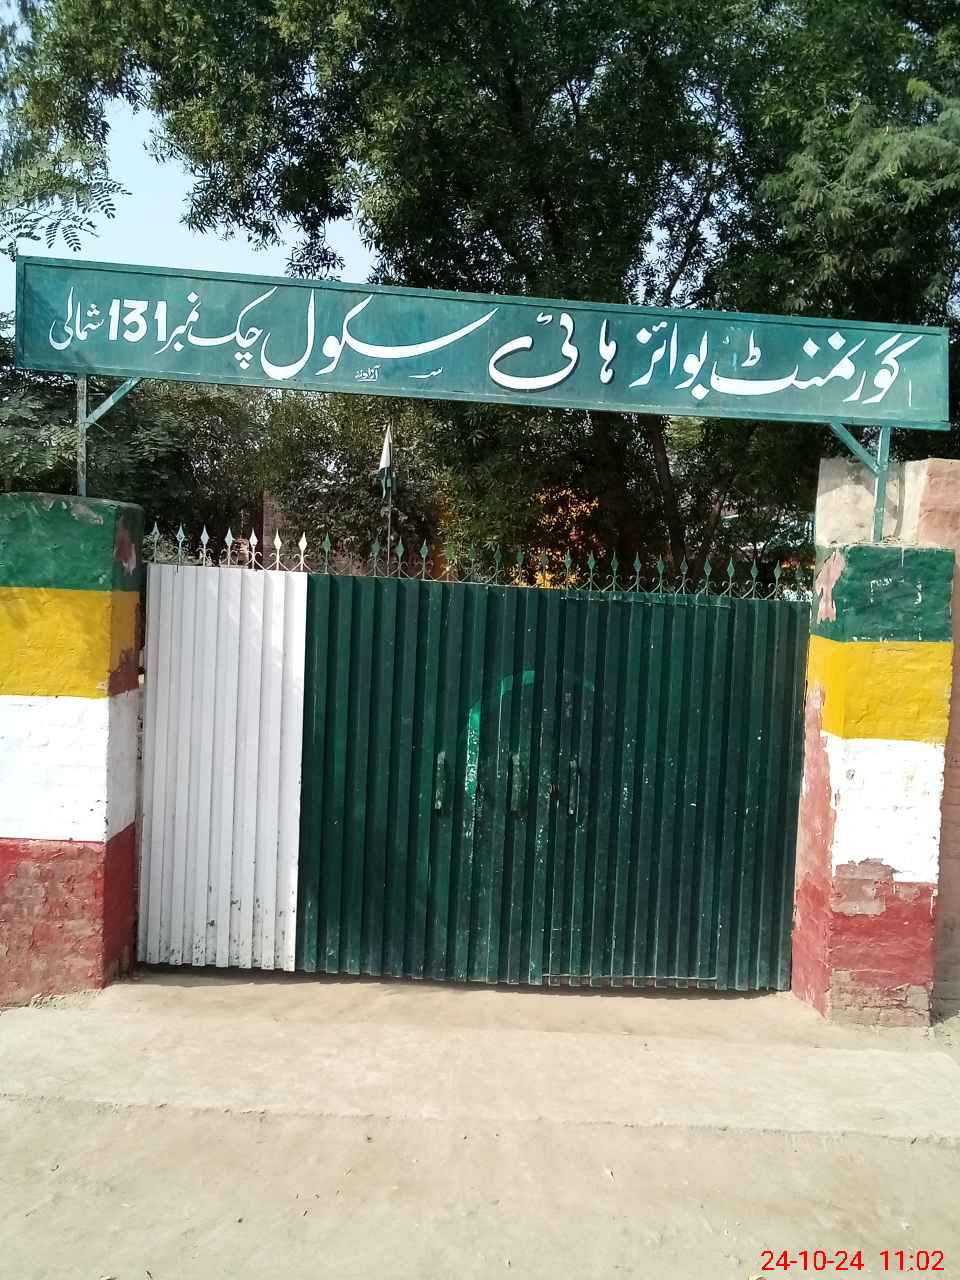 گورنمنٹ بوائز ہائی سکول چک نمبر 131 شمالی
24-10-24 11:02